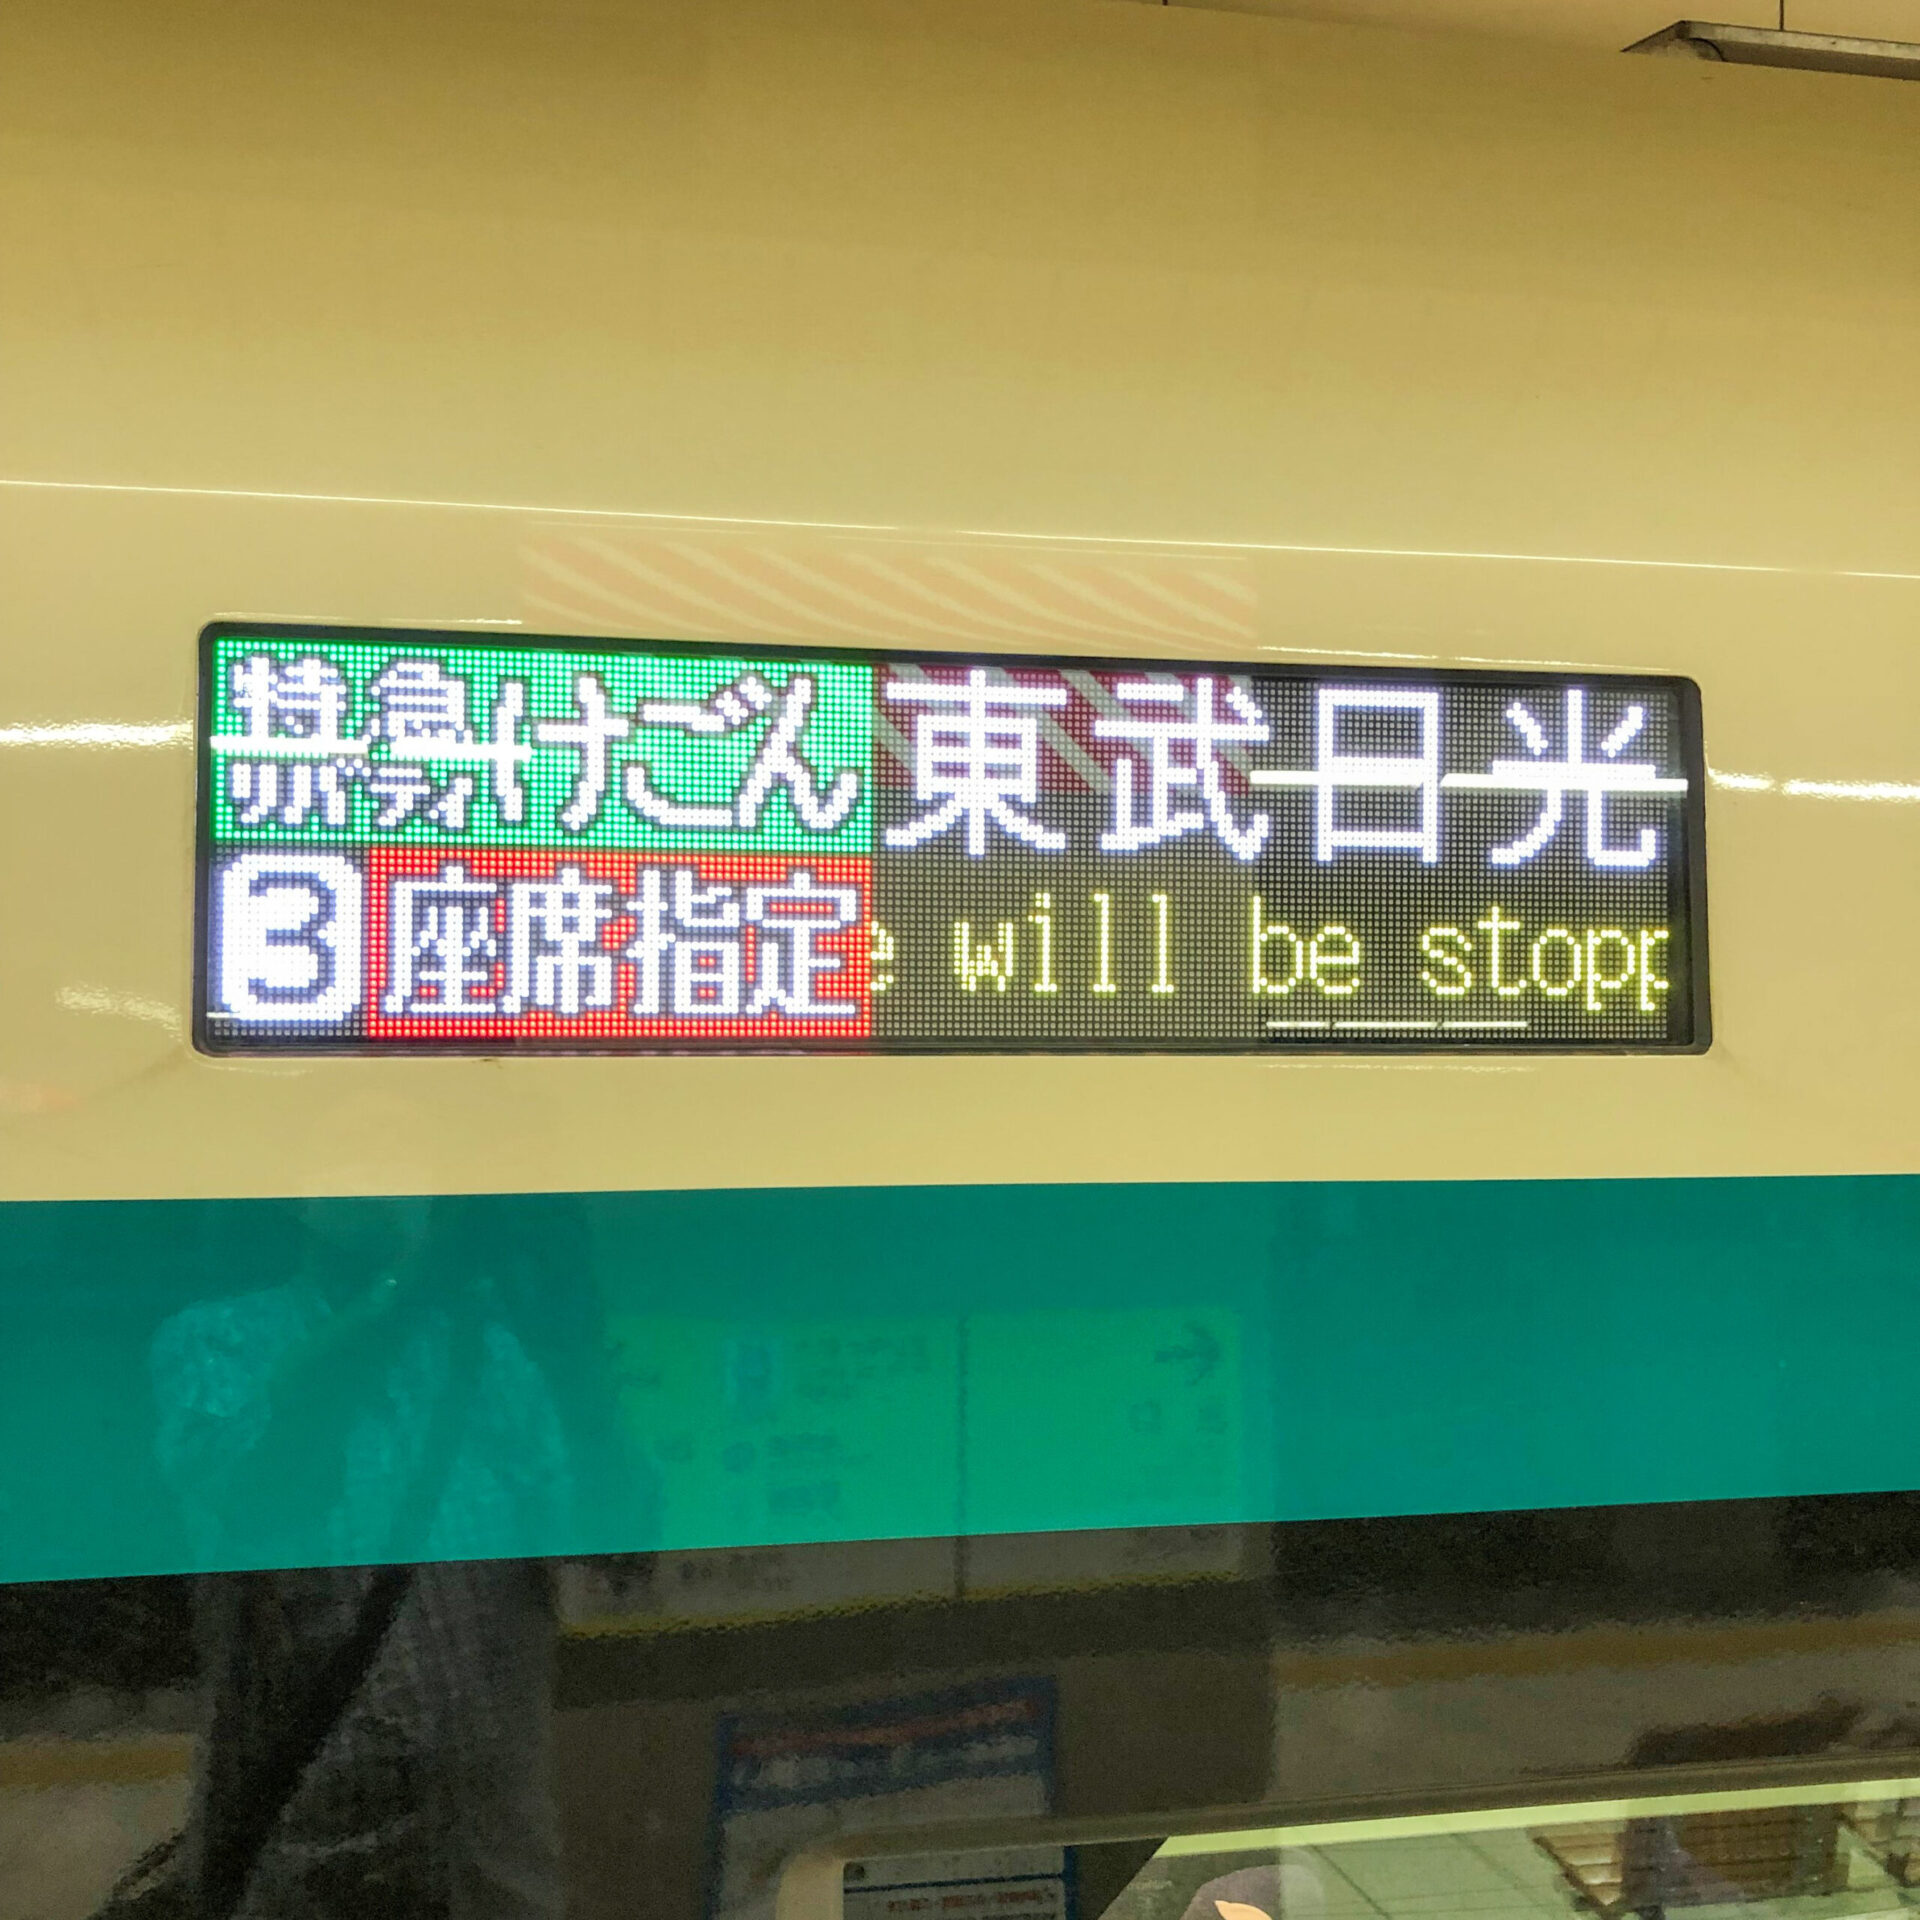 特急 リバティ けごん 東武日光
3 座席指定 will be stopp